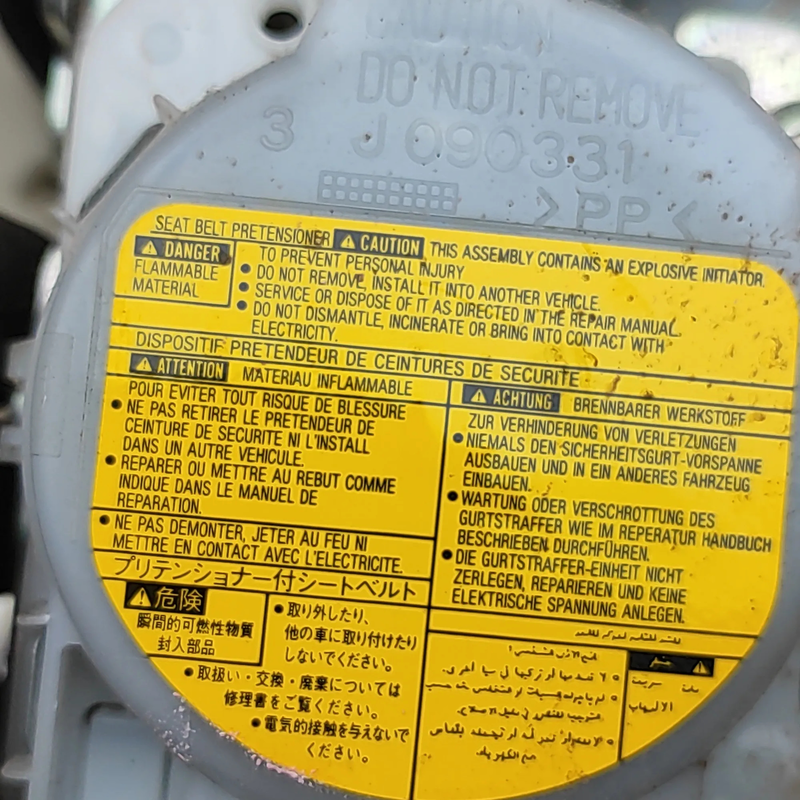 CAUTION
DO NOT REMOVE
3 J 090331
>PP<
SEAT BELT PRETENSIONER CAUTION THIS ASSEMBLY CONTAINS AN EXPLOSIVE INITIATOR.
DANGER
FLAMMABLE
MATERIAL
TO PREVENT PERSONAL INJURY
● DO NOT REMOVE, INSTALL IT INTO ANOTHER VEHICLE.
● SERVICE OR DISPOSE OF IT AS DIRECTED IN THE REPAIR MANUAL.
● DO NOT DISMANTLE, INCINERATE OR BRING INTO CONTACT WITH
ELECTRICITY.
DISPOSITIF PRETENDEUR DE CEINTURES DE SECURITE
ATTENTION MATERIAU INFLAMMABLE
POUR EVITER TOUT RISQUE DE BLESSURE
● NE PAS RETIRER LE PRETENDEUR DE
CEINTURE DE SECURITE NI L'INSTALL
DANS UN AUTRE VEHICULE.
● REPARER OU METTRE AU REBUT COMME
INDIQUE DANS LE MANUEL DE
REPARATION.
● NE PAS DEMONTER, JETER AU FEU NI
METTRE EN CONTACT AVEC L'ELECTRICITE.
ACHTUNG BRENNBARER WERKSTOFF
ZUR VERHINDERUNG VON VERLETZUNGEN
● NIEMALS DEN SICHERHEITSGURT-VORSPANNE
AUSBAUEN UND IN EIN ANDERES FAHRZEUG
EINBAUEN.
● WARTUNG ODER VERSCHROTTUNG DES
GURTSTRAFFER WIE IM REPERATUR HANDBUCH
BESCHRIEBEN DURCHFÜHREN.
● DIE GURTSTRAFFER-EINHEIT NICHT
ZERLEGEN, REPARIEREN UND KEINE
ELEKTRISCHE SPANNUNG ANLEGEN.
プリテンショナー付シートベルト
危険
瞬間的可燃性物質
封入部品
● 取り外したり、
他の車に取り付けたり
しないでください。
● 取扱い・交換・廃棄については
修理書をご覧ください。
● 電気的接触を与えないで
ください。